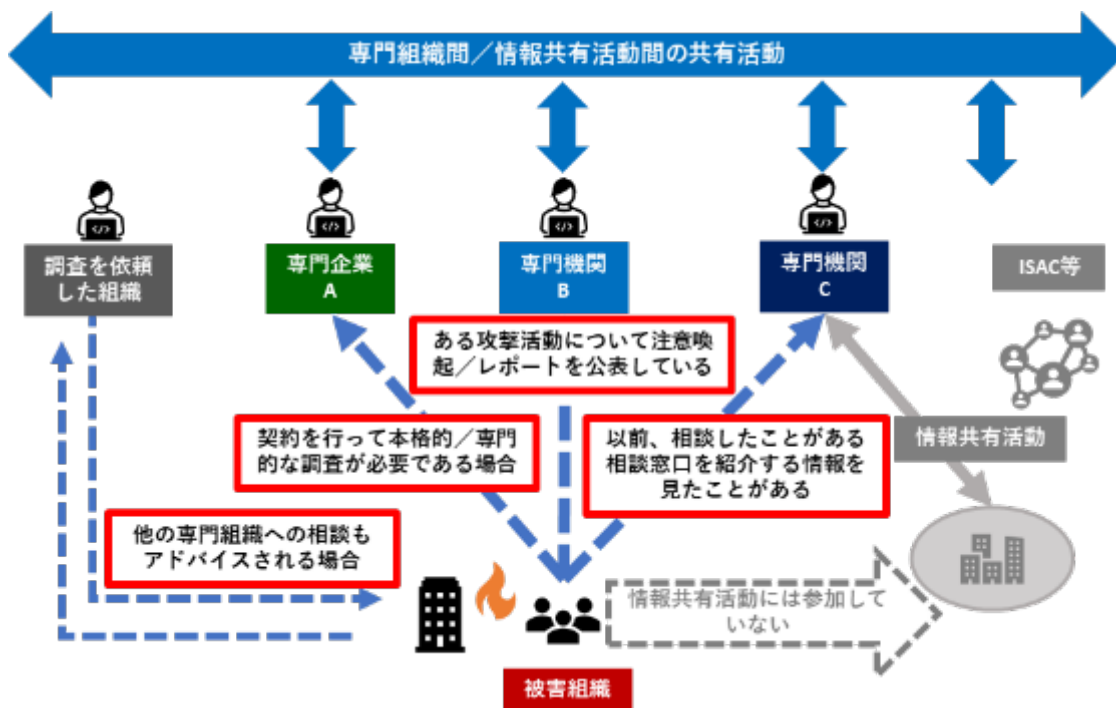 専門組織間／情報共有活動間の共有活動
調査を依頼
した組織
専門企業
A
専門機関
B
専門機関
C
ISAC等
ある攻撃活動について注意喚
起／レポートを公表している
契約を行って本格的／専門
的な調査が必要である場合
以前、相談したことがある
相談窓口を紹介する情報を
見たことがある
情報共有活動
他の専門組織への相談も
アドバイスされる場合
情報共有活動には参加して
いない
被害組織